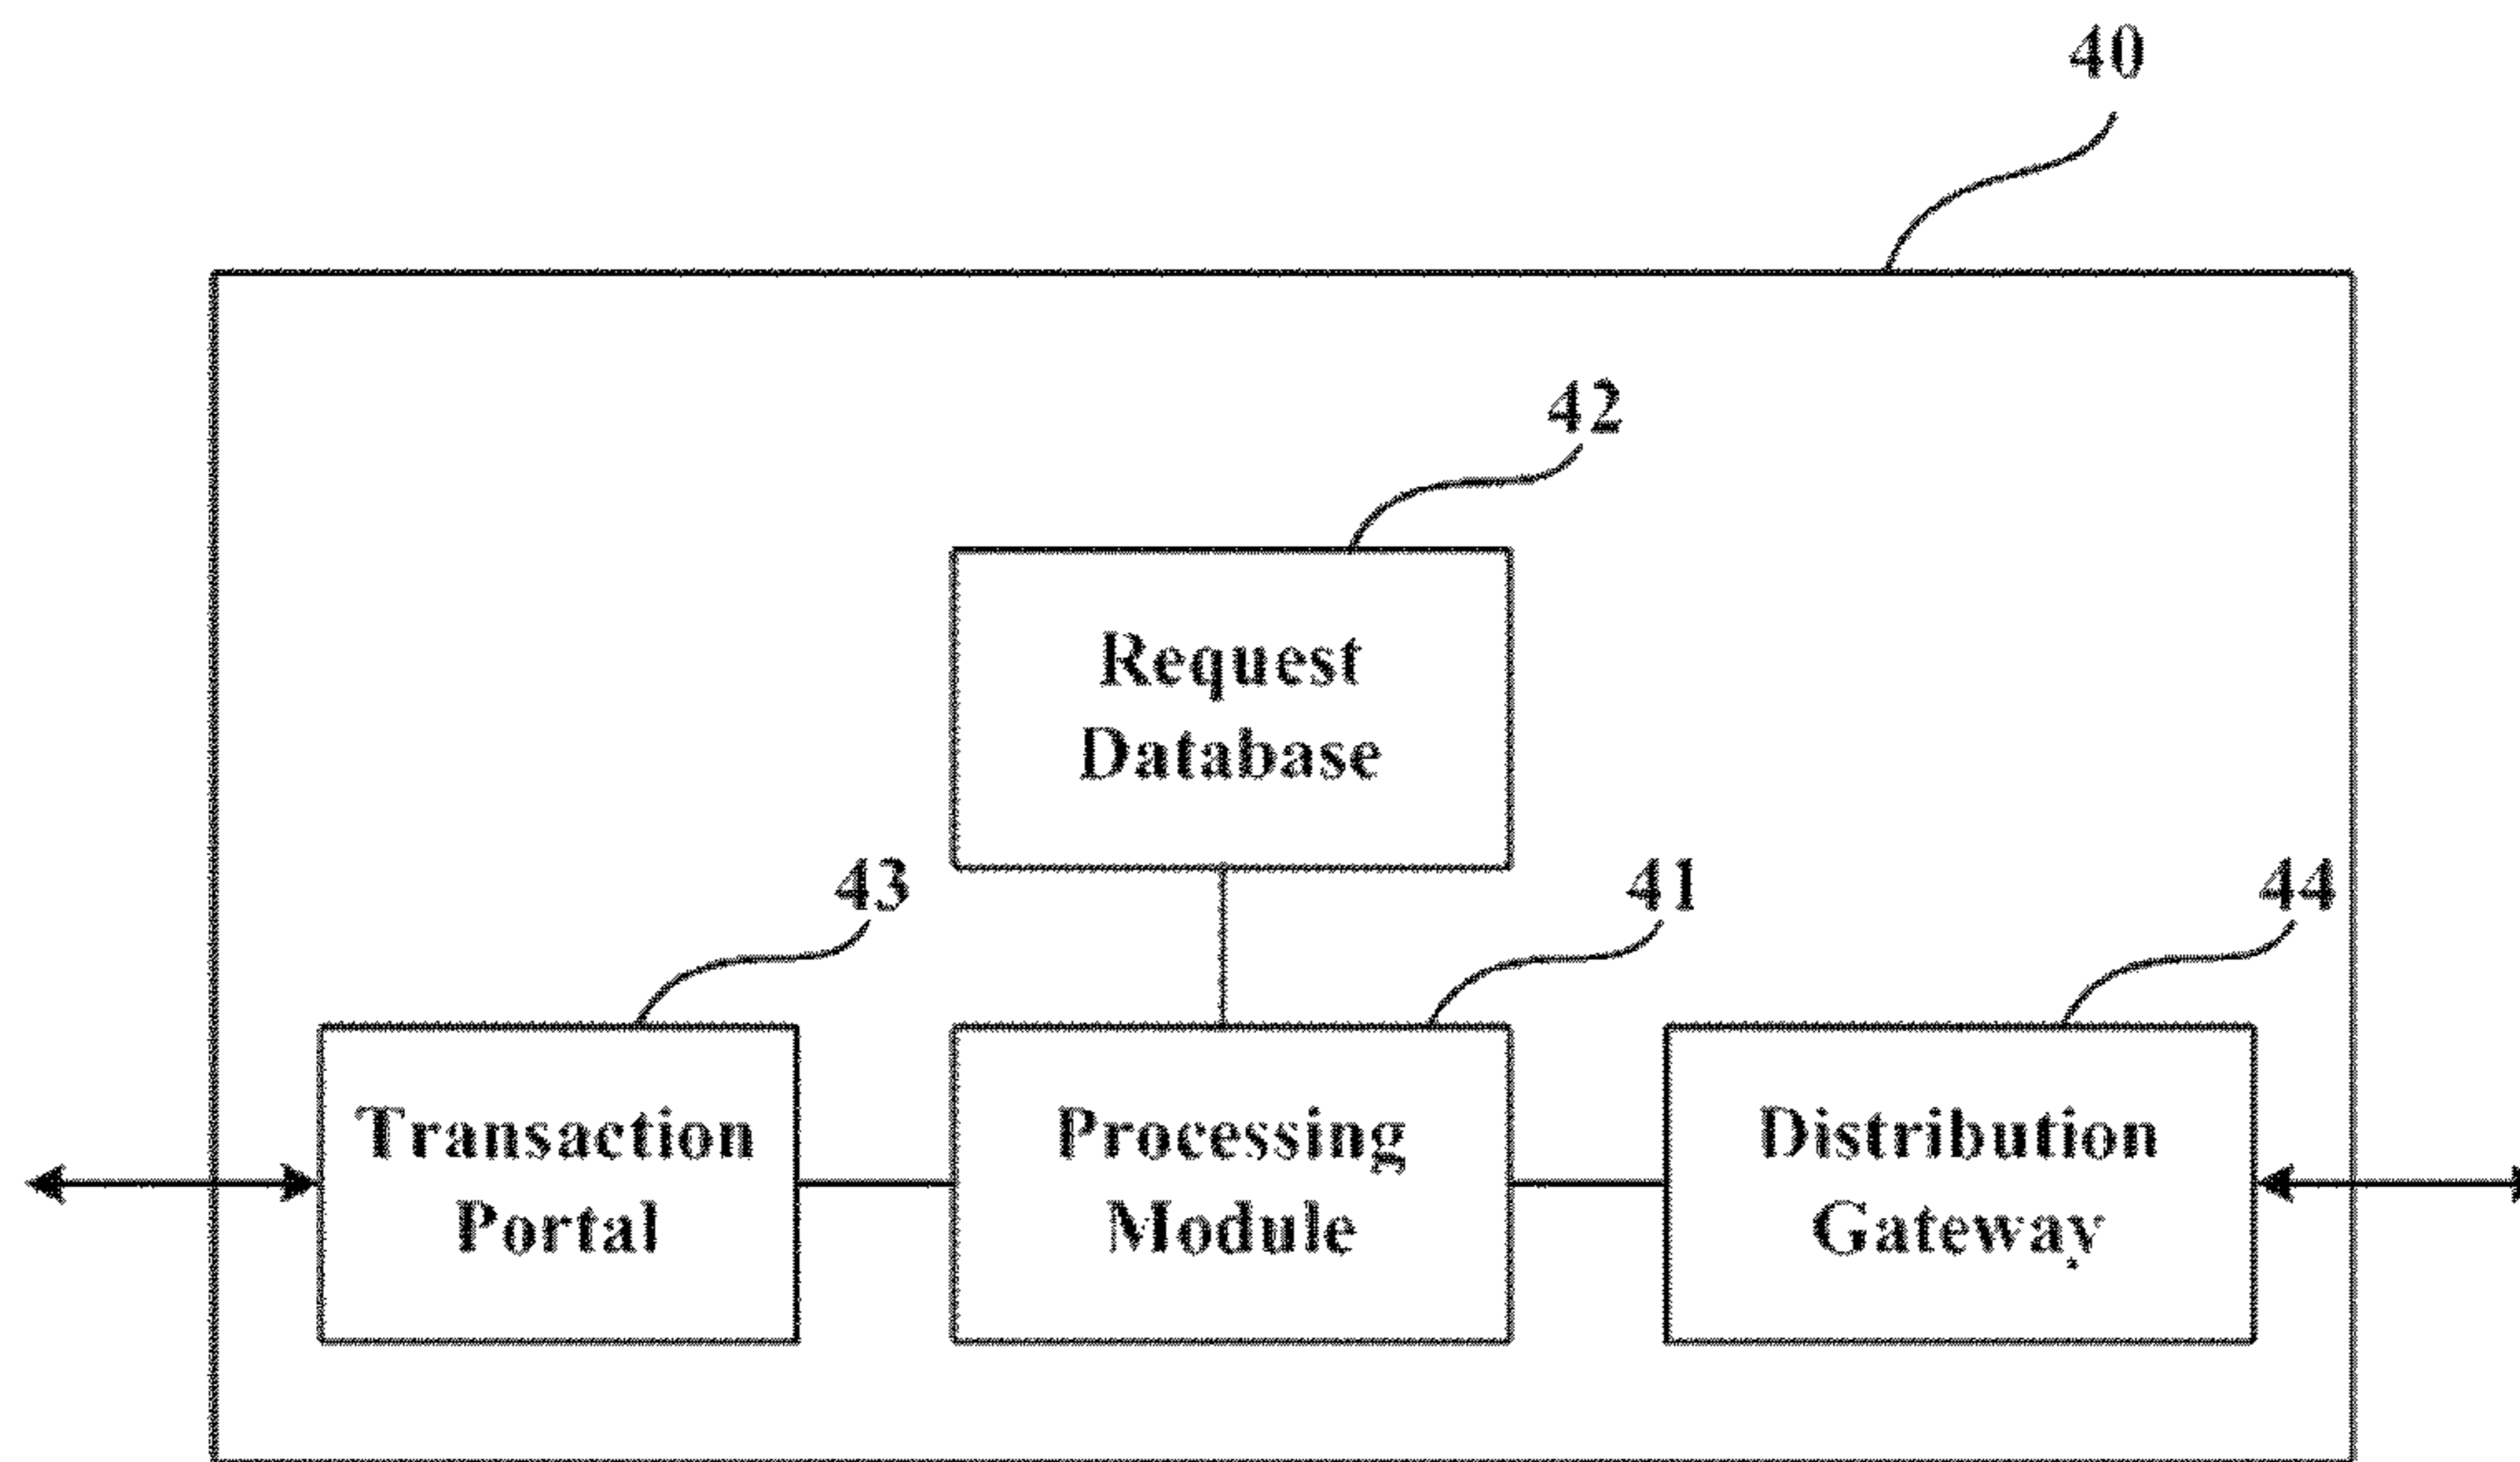 40
42
Request
Database
43
41
44
Transaction
Portal
Processing
Module
Distribution
Gateway